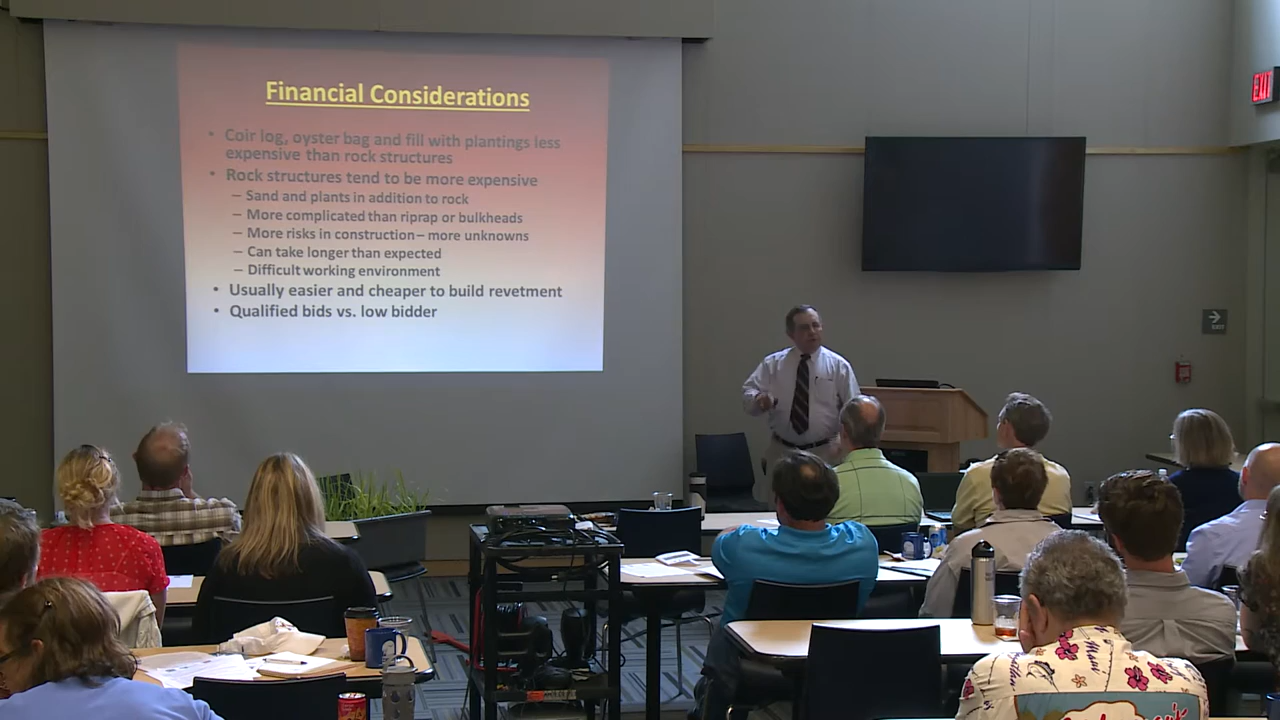 Financial Considerations
• Coir log, oyster bag and fill with plantings less
expensive than rock structures
• Rock structures tend to be more expensive
– Sand and plants in addition to rock
– More complicated than riprap or bulkheads
– More risks in construction – more unknowns
– Can take longer than expected
– Difficult working environment
• Usually easier and cheaper to build revetment
• Qualified bids vs. low bidder
EXIT
EXIT